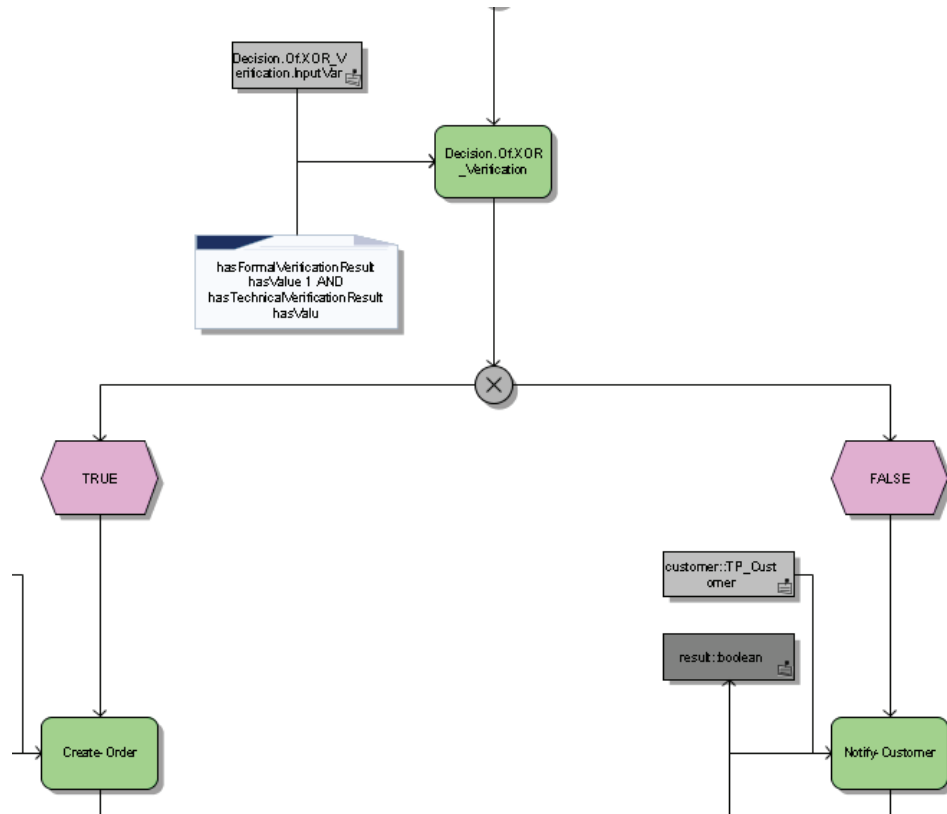 Decision.Of.XOR_V
erification.InputVar
Decision.Of.XOR
_Verification
hasFormalVerificationResult
hasValue 1 AND
hasTechnicalVerificationResult
hasValu
TRUE
FALSE
customer::TP_Cust
omer
result::boolean
Create-Order
Notify-Customer